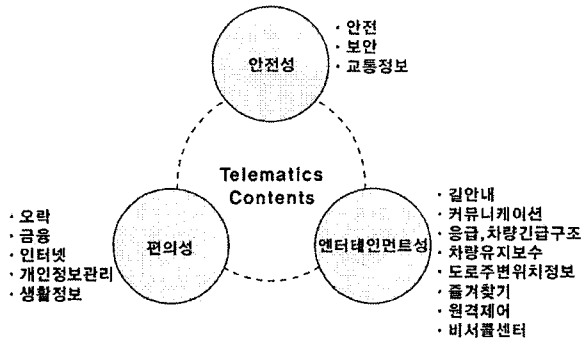 안전성
· 안전
· 보안
· 교통정보
Telematics
Contents
편의성
· 오락
· 금융
· 인터넷
· 개인정보관리
· 생활정보
엔터테인먼트성
· 길안내
· 커뮤니케이션
· 응급,차량긴급구조
· 차량유지보수
· 도로주변위치정보
· 즐겨찾기
· 원격제어
· 비서콜센터